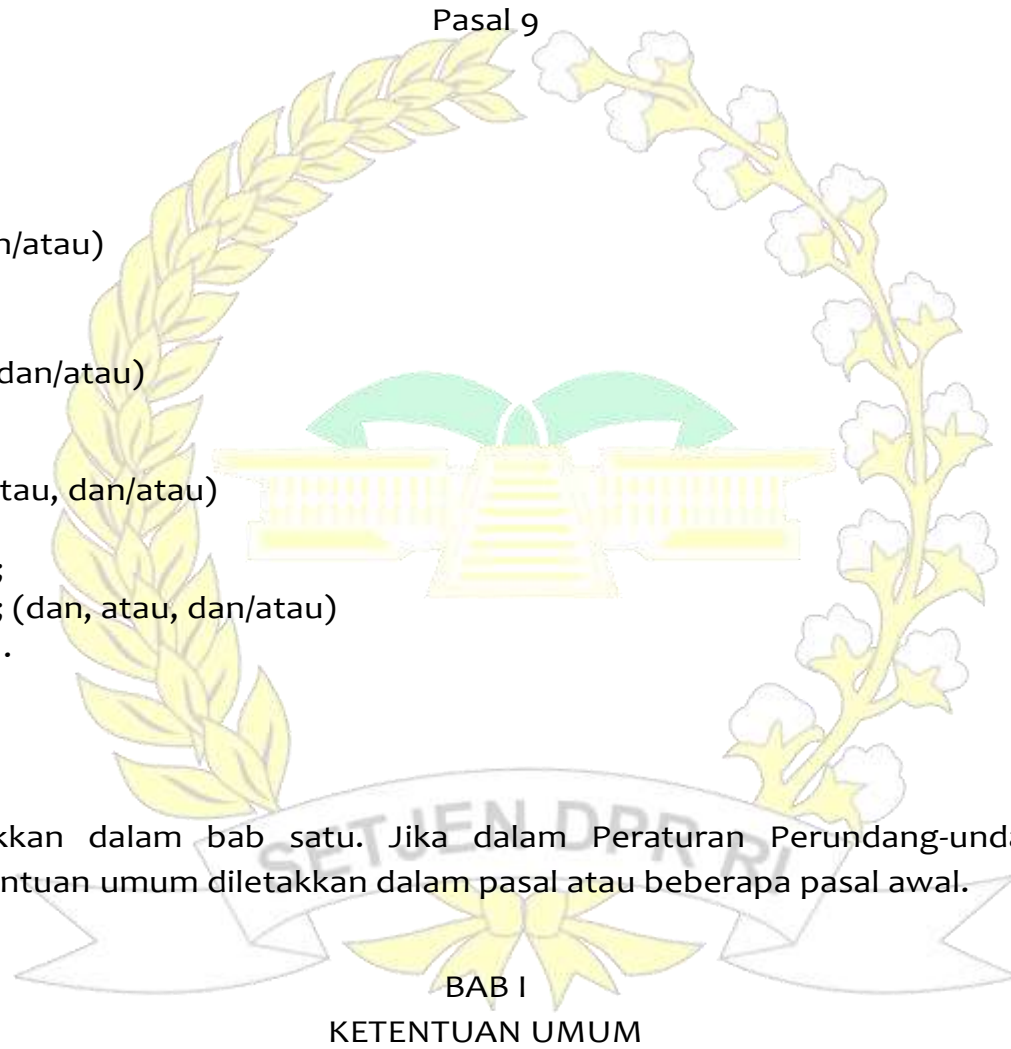 Pasal 9
n/atau)
dan/atau)
tau, dan/atau)
;
; (dan, atau, dan/atau)
.
kkan dalam bab satu. Jika dalam Peraturan Perundang-unda
SETJEN DPR RI
ntuan umum diletakkan dalam pasal atau beberapa pasal awal.
BAB I
KETENTUAN UMUM